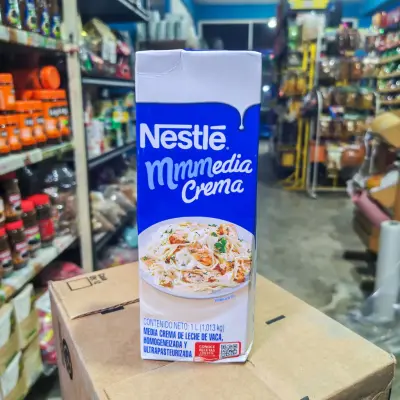 Nestlé®
Mmmedia
Crema
CONTENIDO NETO: 1 L (1,013 kg)
MEDIA CREMA DE LECHE DE VACA,
HOMOGENEIZADA Y
ULTRAPASTEURIZADA